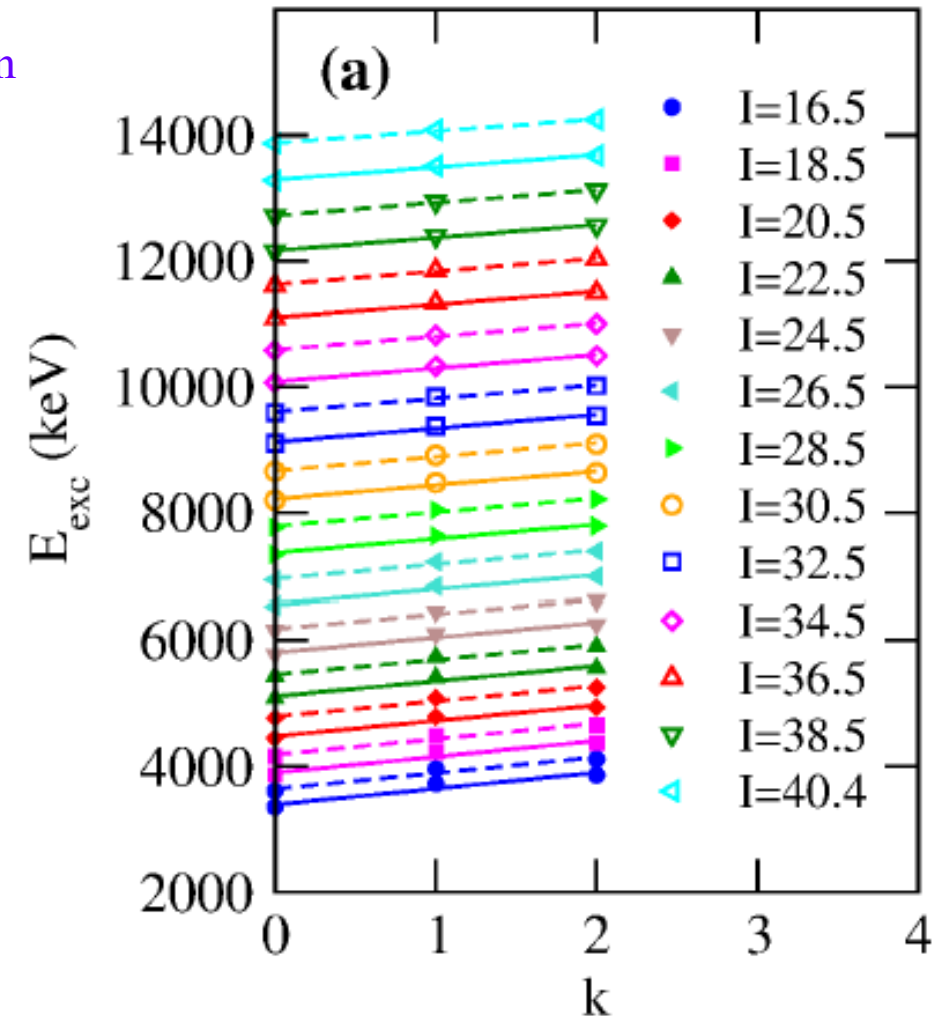 n
(a)
14000
12000
10000
8000
6000
4000
2000
E_exc (keV)
0 1 2 3 4
k
I=16.5
I=18.5
I=20.5
I=22.5
I=24.5
I=26.5
I=28.5
I=30.5
I=32.5
I=34.5
I=36.5
I=38.5
I=40.4